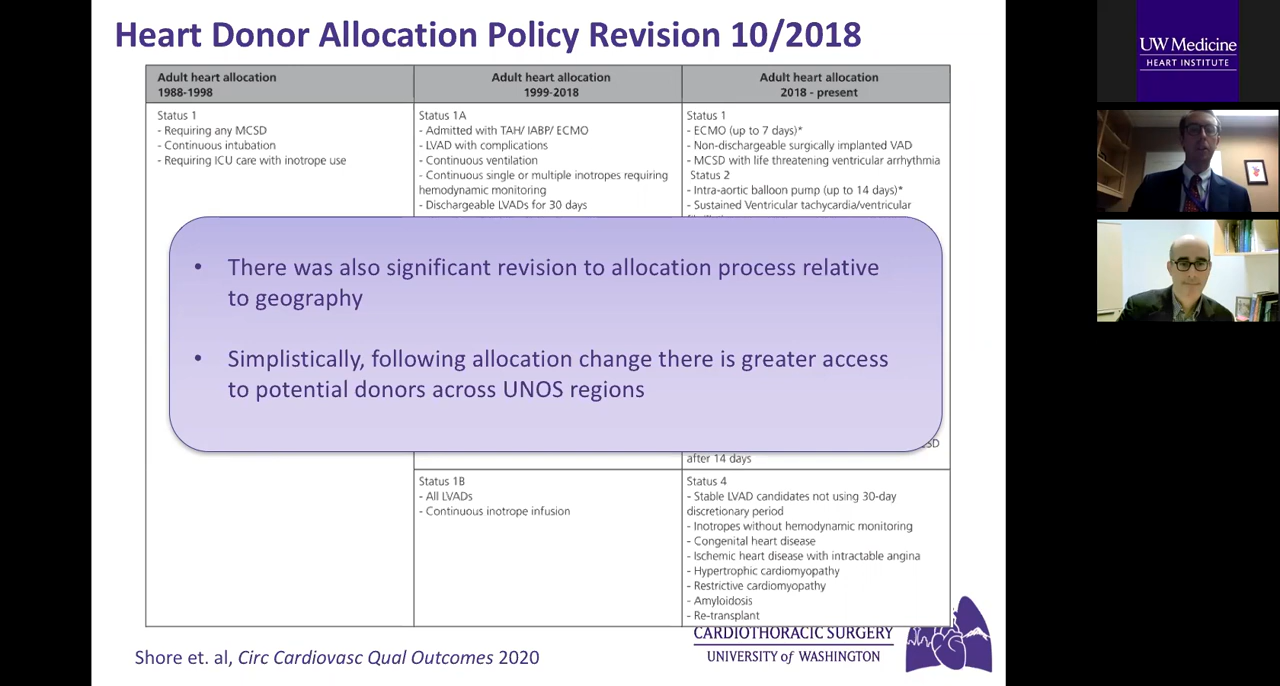 Heart Donor Allocation Policy Revision 10/2018
Adult heart allocation
1988-1998
Adult heart allocation
1999-2018
Adult heart allocation
2018 - present
Status 1
- Requiring any MCSD
- Continuous intubation
- Requiring ICU care with inotrope use
Status 1A
- Admitted with TAH/ IABP/ ECMO
- LVAD with complications
- Continuous ventilation
- Continuous single or multiple inotropes requiring
hemodynamic monitoring
- Dischargeable LVADs for 30 days
Status 1
- ECMO (up to 7 days)*
- Non-dischargeable surgically implanted VAD
- MCSD with life threatening ventricular arrhythmia
Status 2
- Intra-aortic balloon pump (up to 14 days)*
- Sustained Ventricular tachycardia/ventricular
• There was also significant revision to allocation process relative
to geography
• Simplistically, following allocation change there is greater access
to potential donors across UNOS regions
after 14 days
Status 1B
- All LVADs
- Continuous inotrope infusion
Status 4
- Stable LVAD candidates not using 30-day
discretionary period
- Inotropes without hemodynamic monitoring
- Congenital heart disease
- Ischemic heart disease with intractable angina
- Hypertrophic cardiomyopathy
- Restrictive cardiomyopathy
- Amyloidosis
- Re-transplant
Shore et. al, Circ Cardiovasc Qual Outcomes 2020
CARDIOTHORACIC SURGERY
UNIVERSITY of WASHINGTON
UW Medicine
HEART INSTITUTE